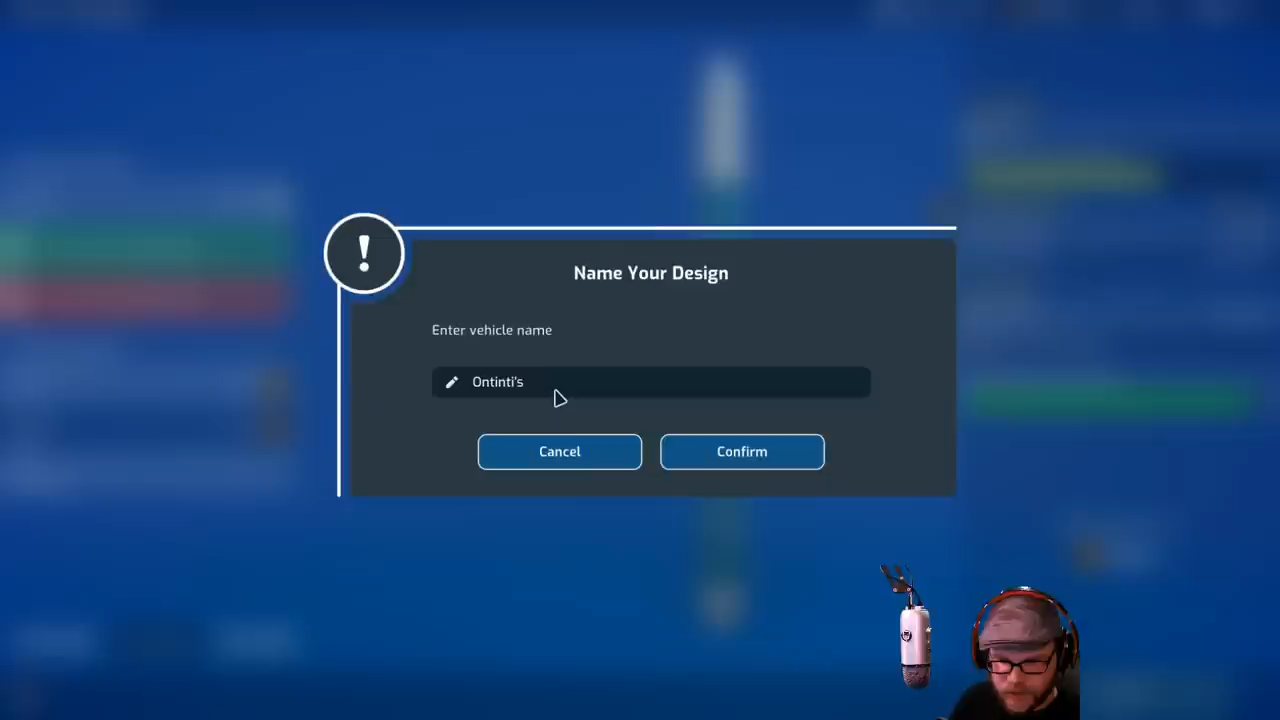 !
Name Your Design
Enter vehicle name
Ontinti's
Cancel
Confirm